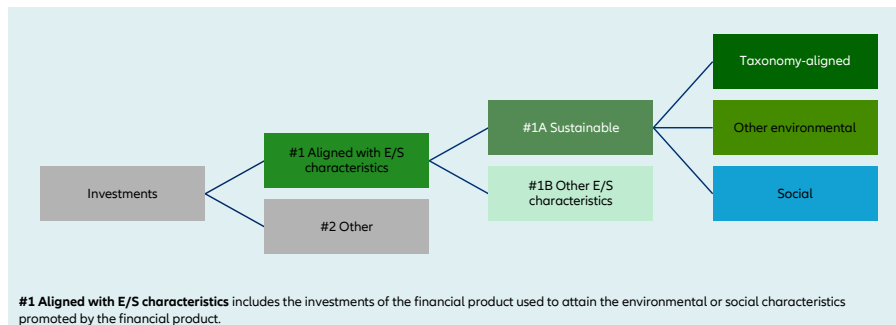 Taxonomy-aligned
#1A Sustainable
Other environmental
#1 Aligned with E/S
characteristics
Investments
#1B Other E/S
characteristics
Social
#2 Other
#1 Aligned with E/S characteristics includes the investments of the financial product used to attain the environmental or social characteristics
promoted by the financial product.